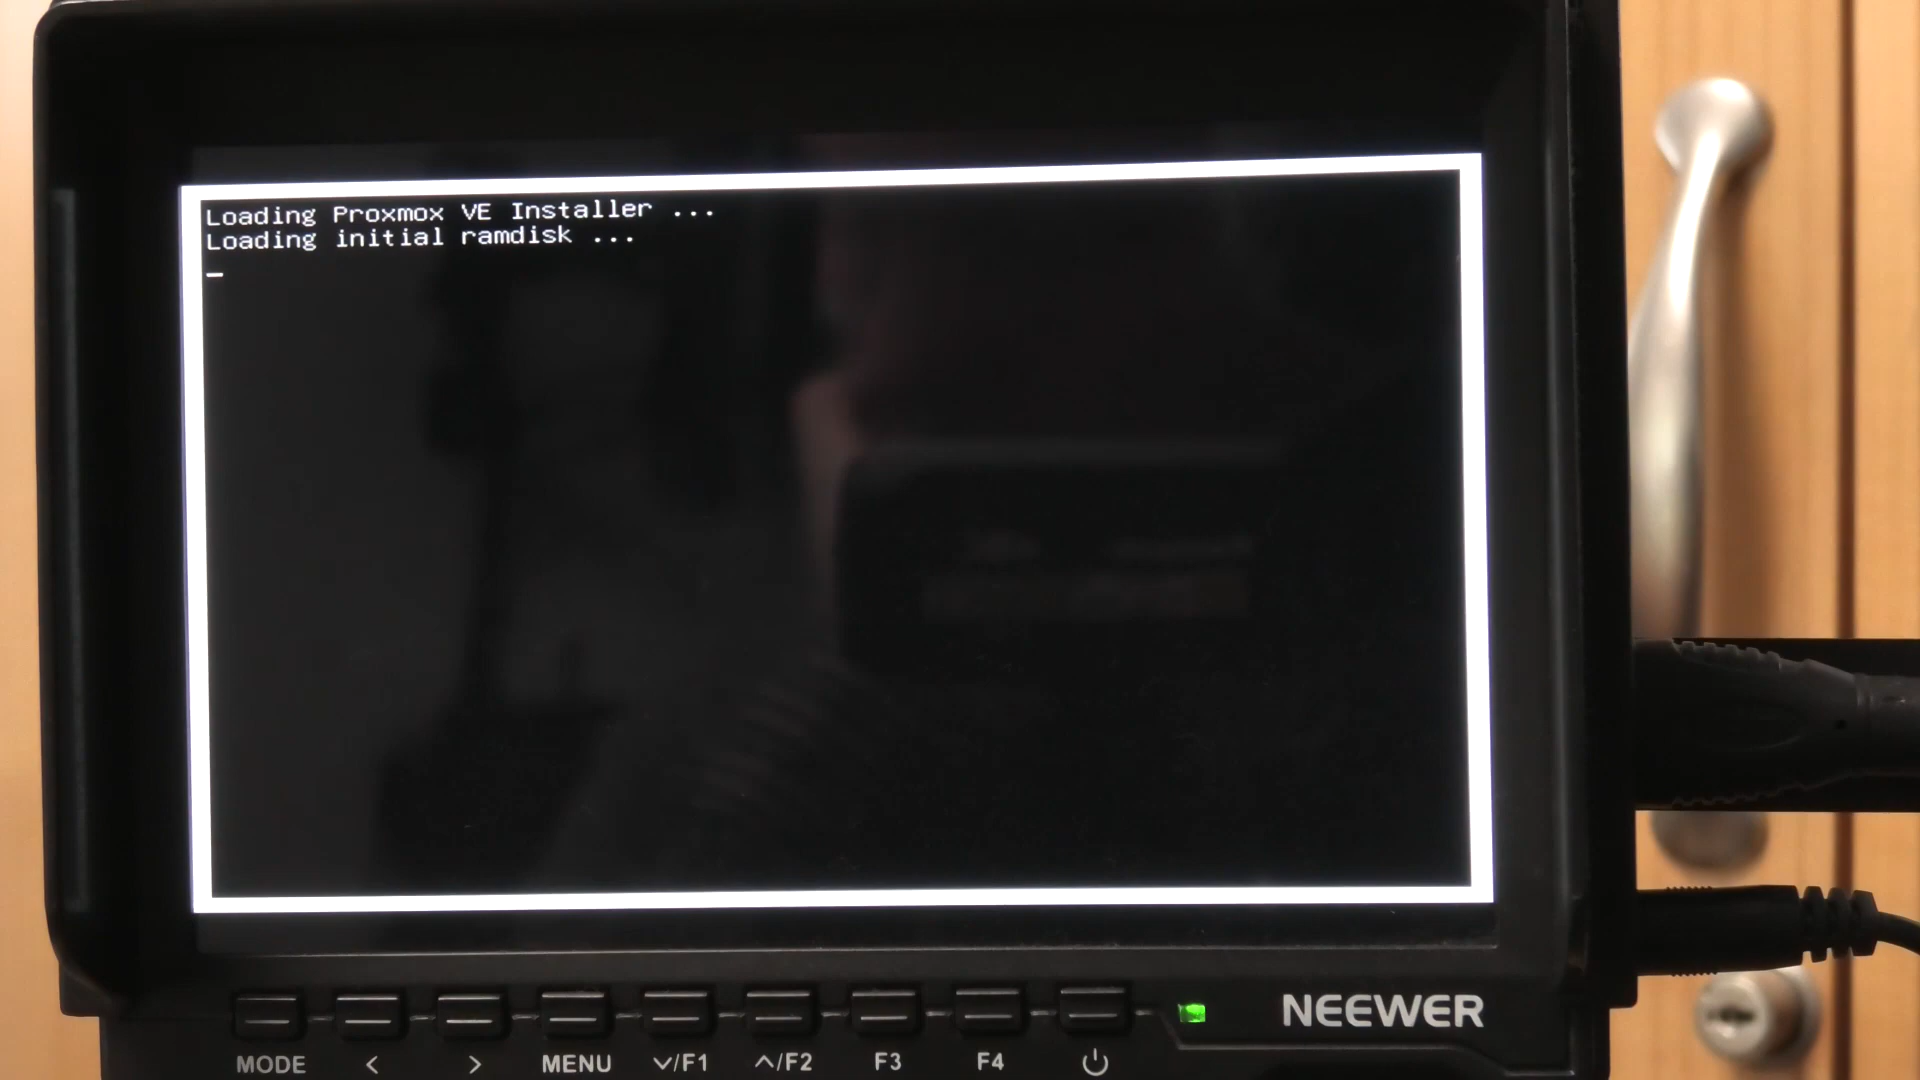 Loading Proxmox VE Installer ...
Loading initial ramdisk ...
_
NEEWER
MODE < > MENU ∨/F1 ∧/F2 F3 F4 ⏻